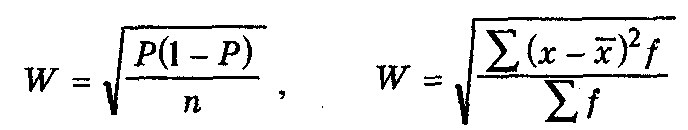 W = √(P(1 − P) / n) , W = √(∑(x − x̄)²f / ∑f)